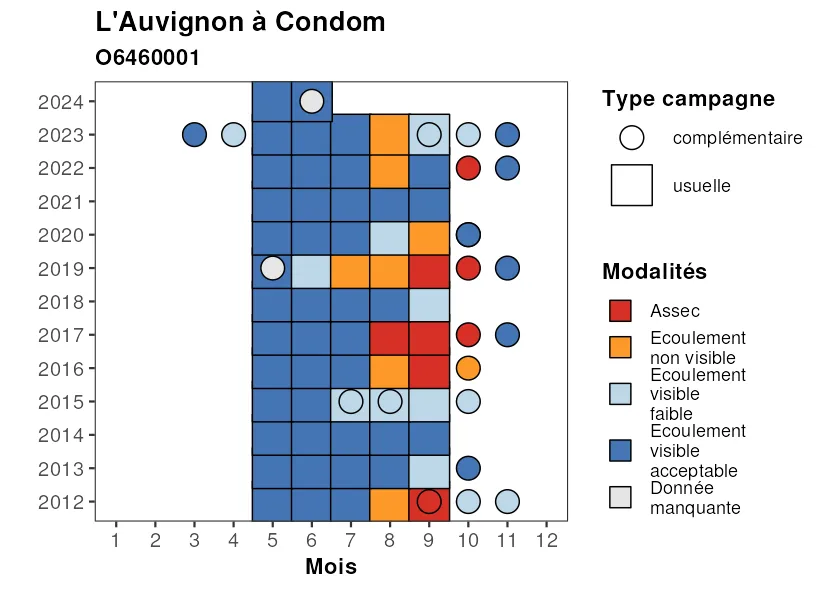 L'Auvignon à Condom
O6460001
2024
2023
2022
2021
2020
2019
2018
2017
2016
2015
2014
2013
2012
1 2 3 4 5 6 7 8 9 10 11 12
Mois
Type campagne
complémentaire
usuelle
Modalités
Assec
Ecoulement
non visible
Ecoulement
visible
faible
Ecoulement
visible
acceptable
Donnée
manquante